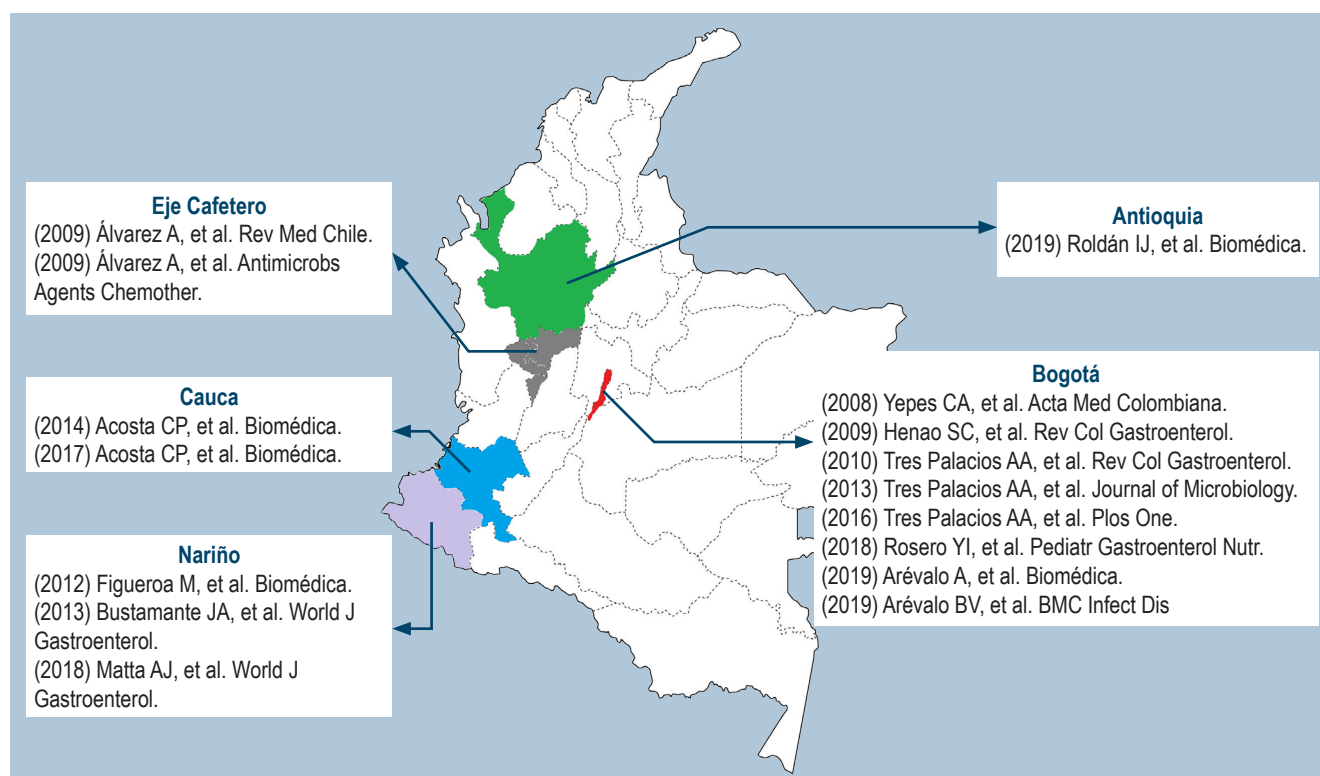 Eje Cafetero
(2009) Álvarez A, et al. Rev Med Chile.
(2009) Álvarez A, et al. Antimicrobs
Agents Chemother.
Cauca
(2014) Acosta CP, et al. Biomédica.
(2017) Acosta CP, et al. Biomédica.
Nariño
(2012) Figueroa M, et al. Biomédica.
(2013) Bustamante JA, et al. World J
Gastroenterol.
(2018) Matta AJ, et al. World J
Gastroenterol.
Antioquia
(2019) Roldán IJ, et al. Biomédica.
Bogotá
(2008) Yepes CA, et al. Acta Med Colombiana.
(2009) Henao SC, et al. Rev Col Gastroenterol.
(2010) Tres Palacios AA, et al. Rev Col Gastroenterol.
(2013) Tres Palacios AA, et al. Journal of Microbiology.
(2016) Tres Palacios AA, et al. Plos One.
(2018) Rosero YI, et al. Pediatr Gastroenterol Nutr.
(2019) Arévalo A, et al. Biomédica.
(2019) Arévalo BV, et al. BMC Infect Dis